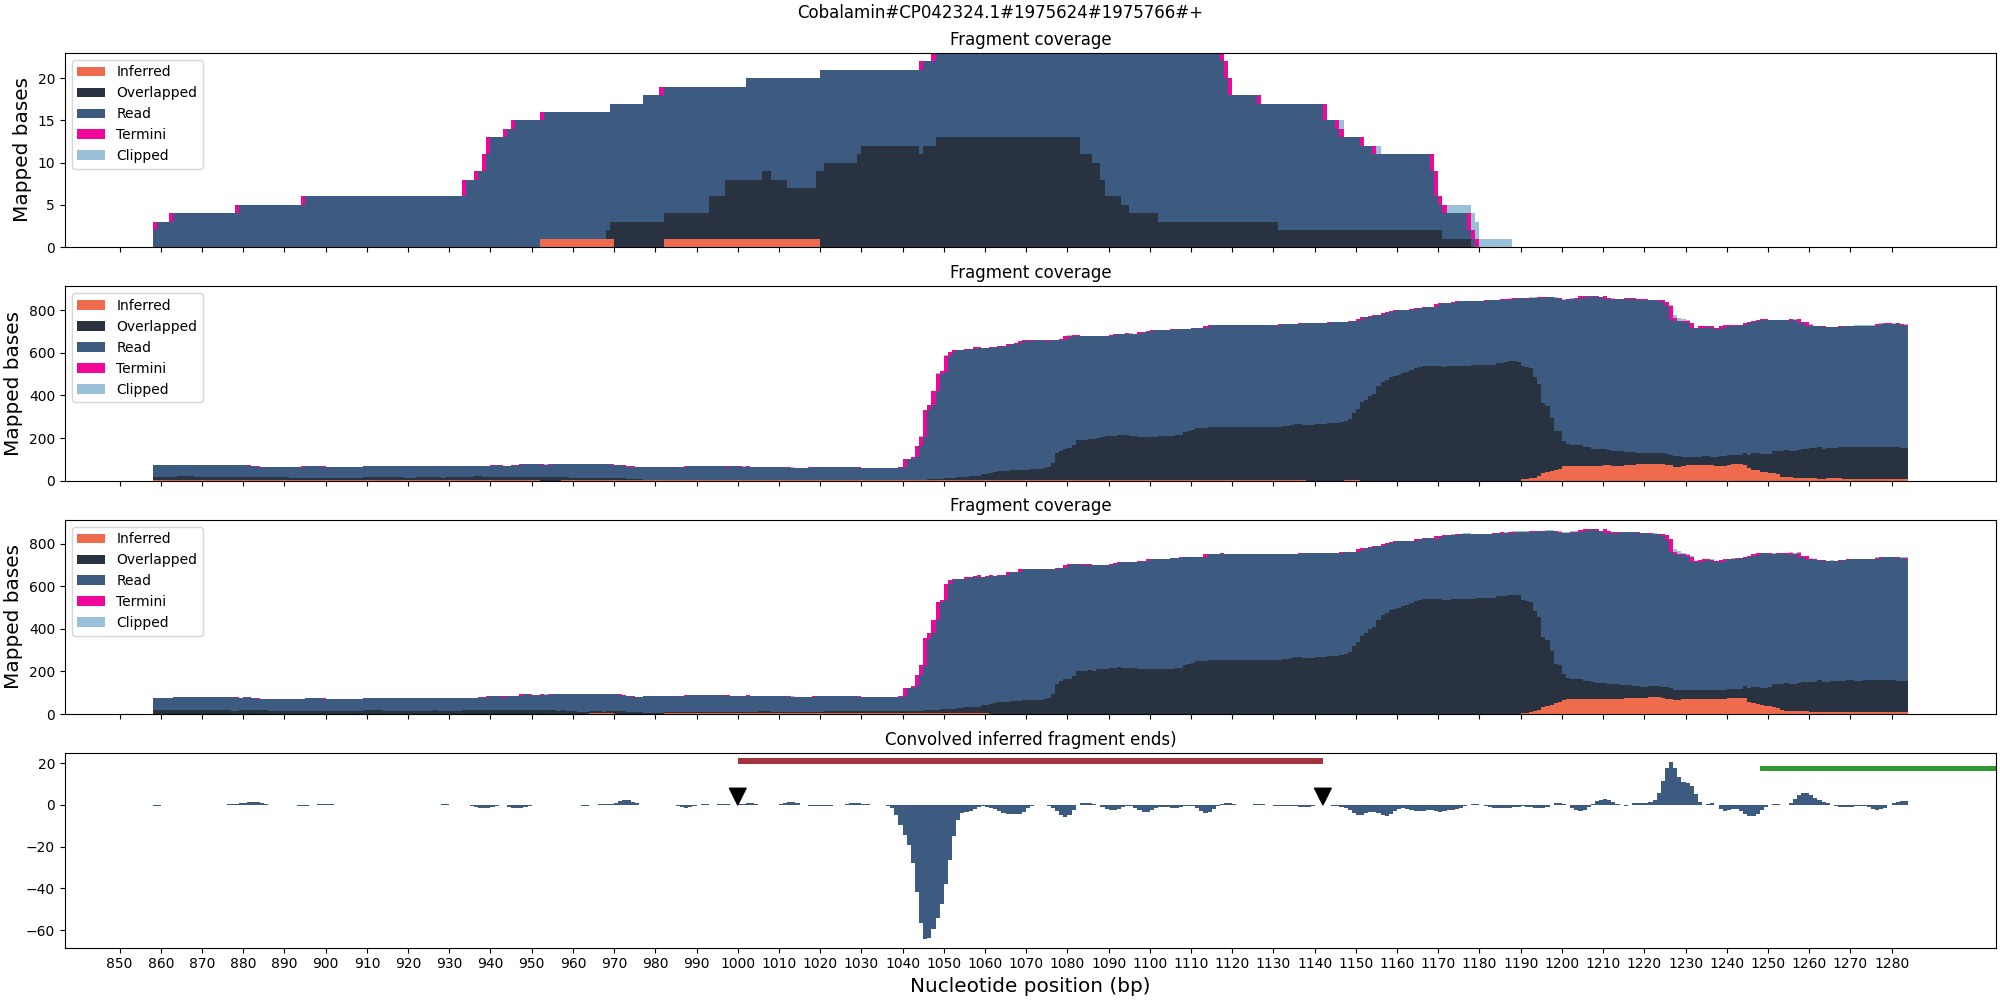 Cobalamin#CP042324.1#1975624#1975766#+
Fragment coverage
Mapped bases
20
15
10
5
0
Inferred
Overlapped
Read
Termini
Clipped
Fragment coverage
Mapped bases
800
600
400
200
0
Inferred
Overlapped
Read
Termini
Clipped
Fragment coverage
Mapped bases
800
600
400
200
0
Inferred
Overlapped
Read
Termini
Clipped
Convolved inferred fragment ends)
20
0
−20
−40
−60
850 860 870 880 890 900 910 920 930 940 950 960 970 980 990 1000 1010 1020 1030 1040 1050 1060 1070 1080 1090 1100 1110 1120 1130 1140 1150 1160 1170 1180 1190 1200 1210 1220 1230 1240 1250 1260 1270 1280
Nucleotide position (bp)